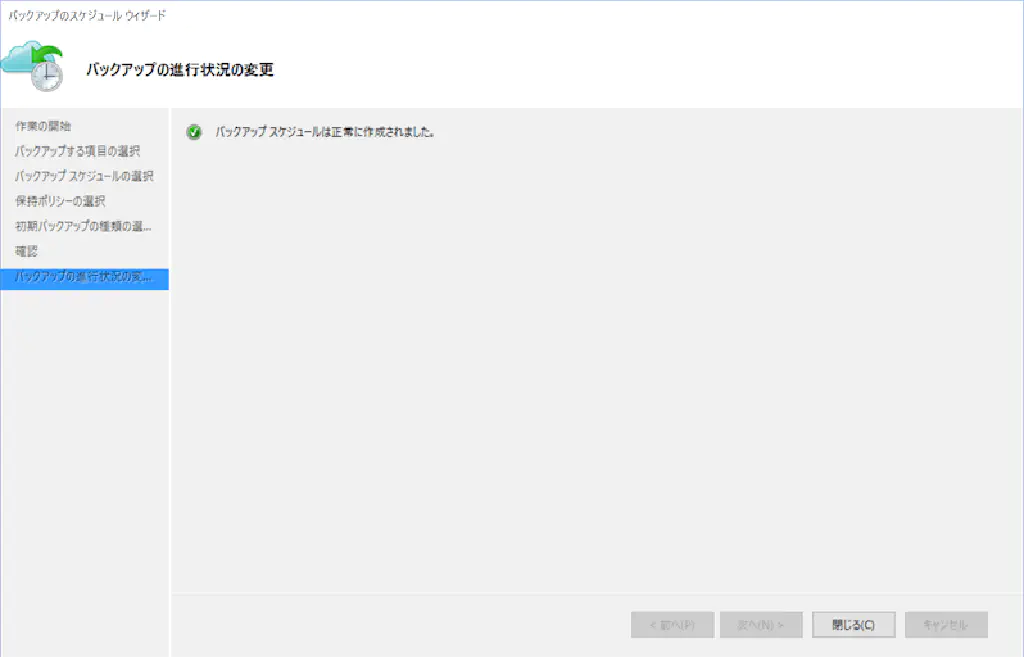 バックアップのスケジュール ウィザード
バックアップの進行状況の変更
作業の開始
バックアップする項目の選択
バックアップ スケジュールの選択
保持ポリシーの選択
初期バックアップの種類の選...
確認
バックアップの進行状況の変...
バックアップ スケジュールは正常に作成されました。
< 前へ(P)
次へ(N) >
閉じる(C)
キャンセル